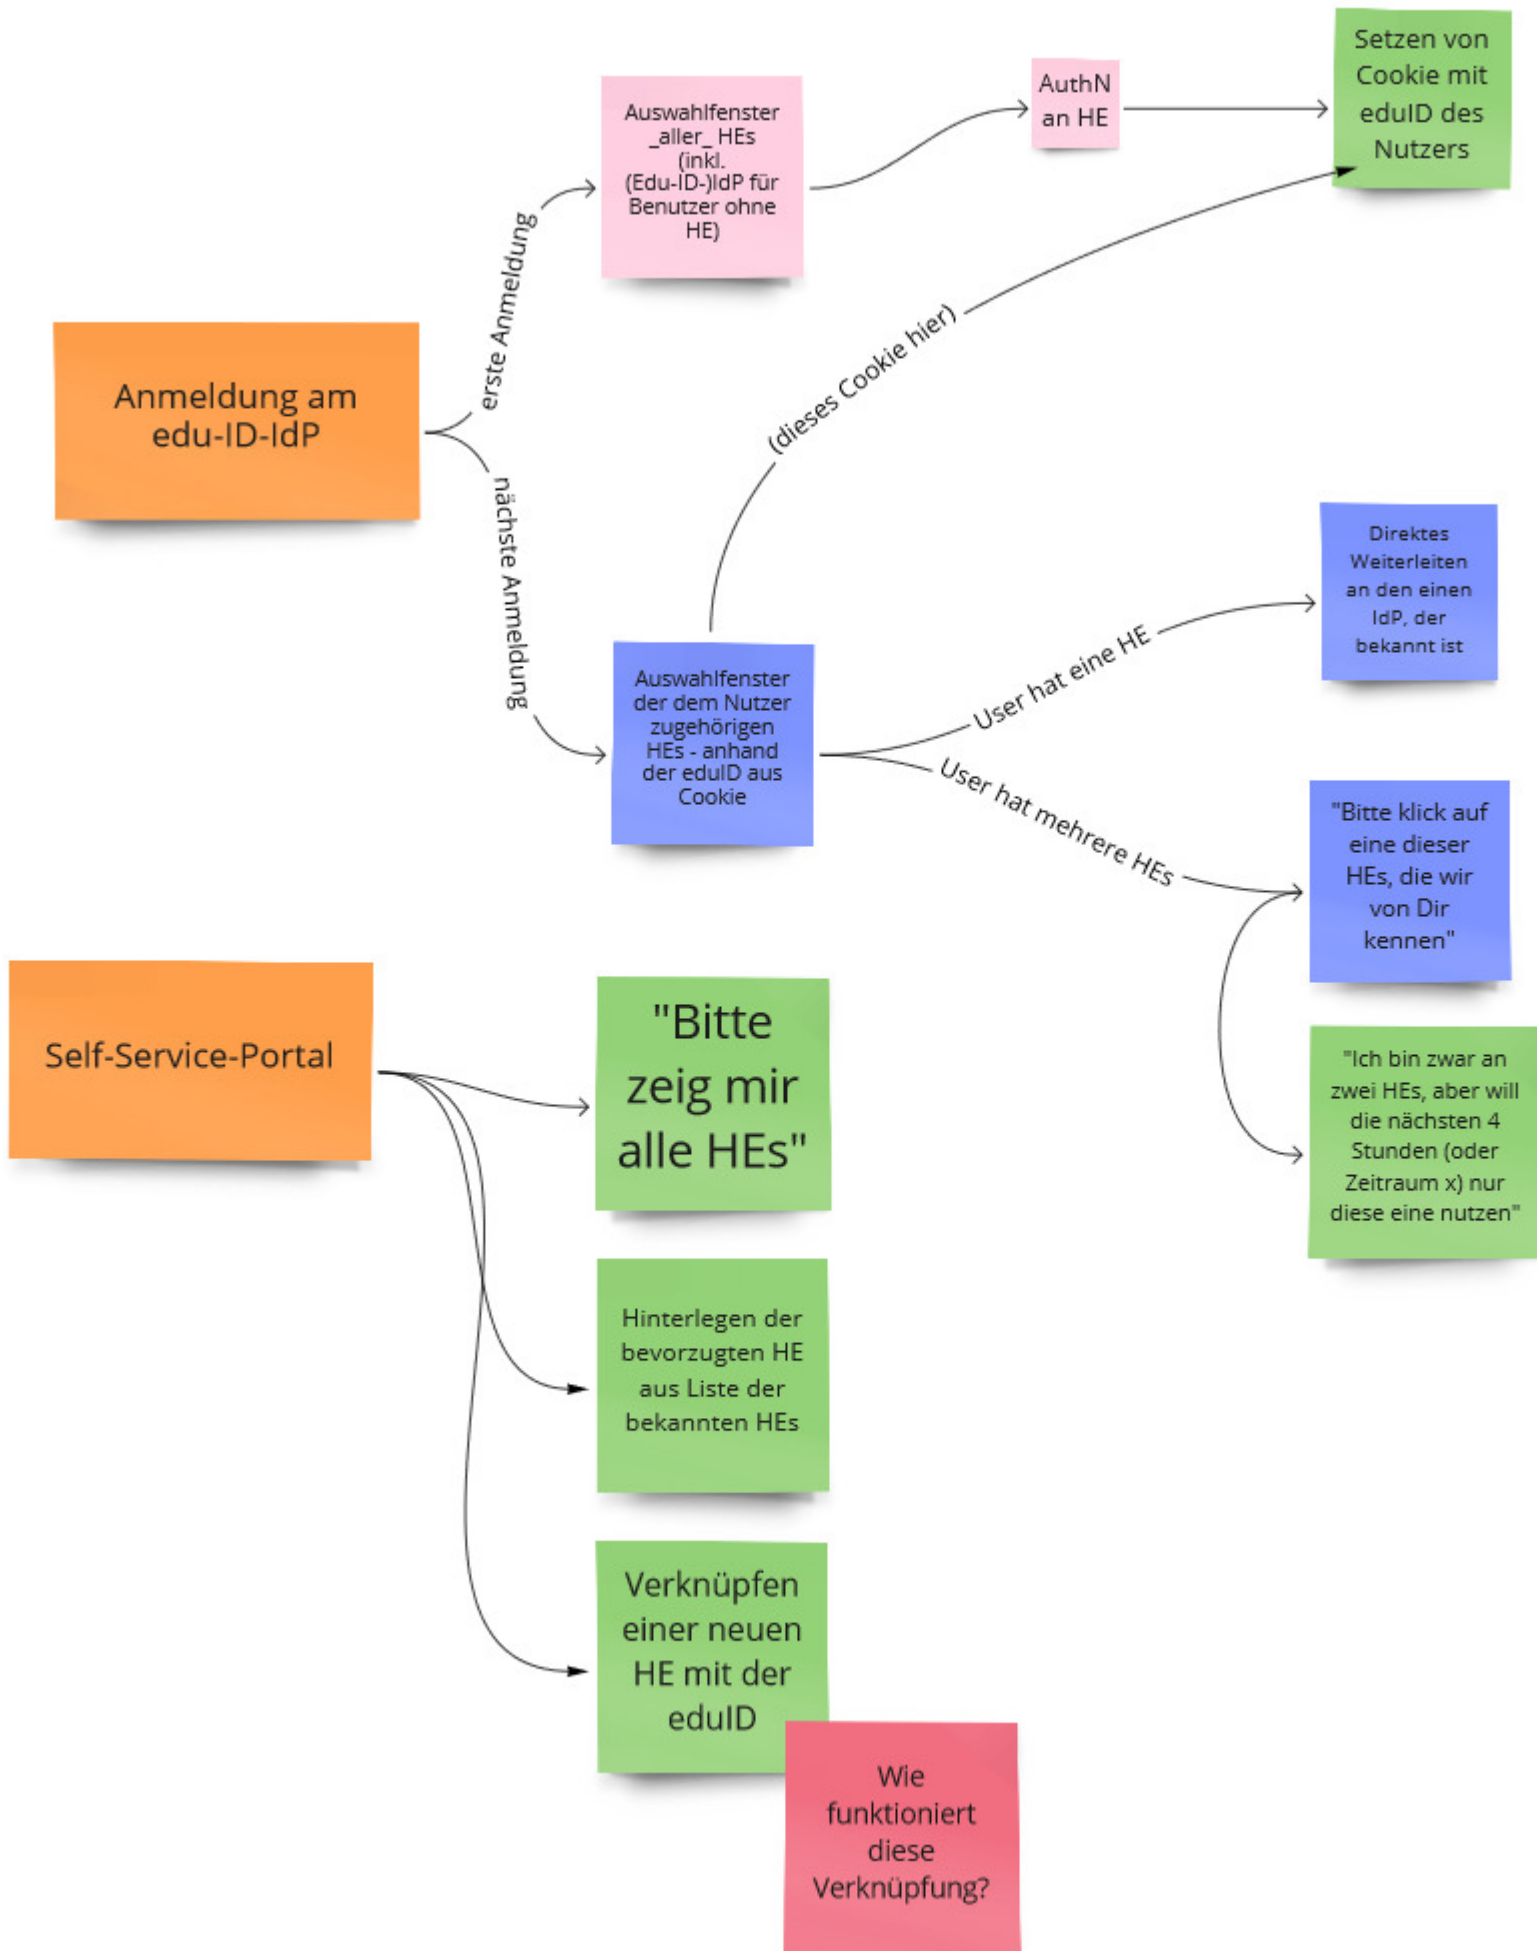 Setzen von
Cookie mit
eduID des
Nutzers
AuthN
an HE
Auswahlfenster
_aller_ HEs
(inkl.
(Edu-ID-)IdP für
Benutzer ohne
HE)
erste Anmeldung
Anmeldung am
edu-ID-IdP
(dieses Cookie hier)
nächste Anmeldung
Direktes
Weiterleiten
an den einen
IdP, der
bekannt ist
User hat eine HE
Auswahlfenster
der dem Nutzer
zugehörigen
HEs - anhand
der eduID aus
Cookie
User hat mehrere HEs
"Bitte klick auf
eine dieser
HEs, die wir
von Dir
kennen"
"Ich bin zwar an
zwei HEs, aber will
die nächsten 4
Stunden (oder
Zeitraum x) nur
diese eine nutzen"
Self-Service-Portal
"Bitte
zeig mir
alle HEs"
Hinterlegen der
bevorzugten HE
aus Liste der
bekannten HEs
Verknüpfen
einer neuen
HE mit der
eduID
Wie
funktioniert
diese
Verknüpfung?